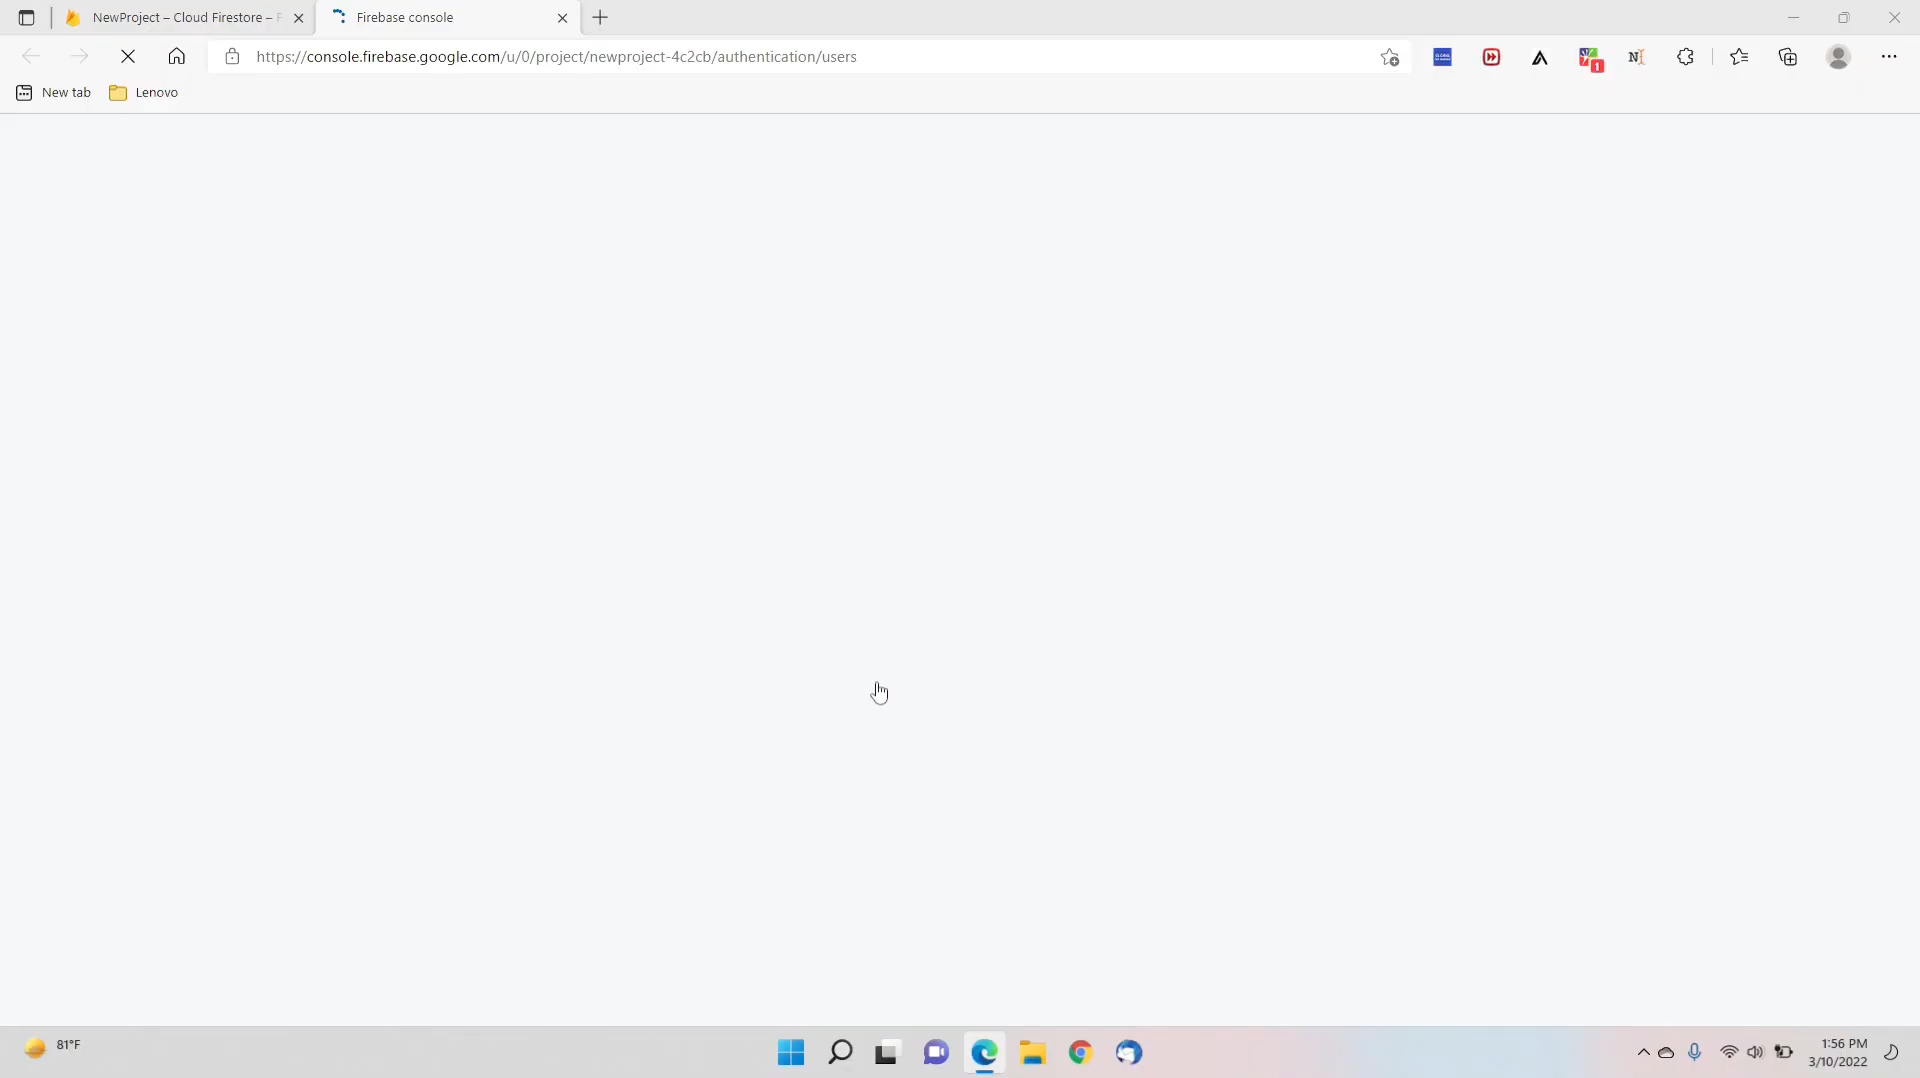 NewProject – Cloud Firestore – F
Firebase console
https://console.firebase.google.com/u/0/project/newproject-4c2cb/authentication/users
1
New tab
Lenovo
81°F
1:56 PM
3/10/2022